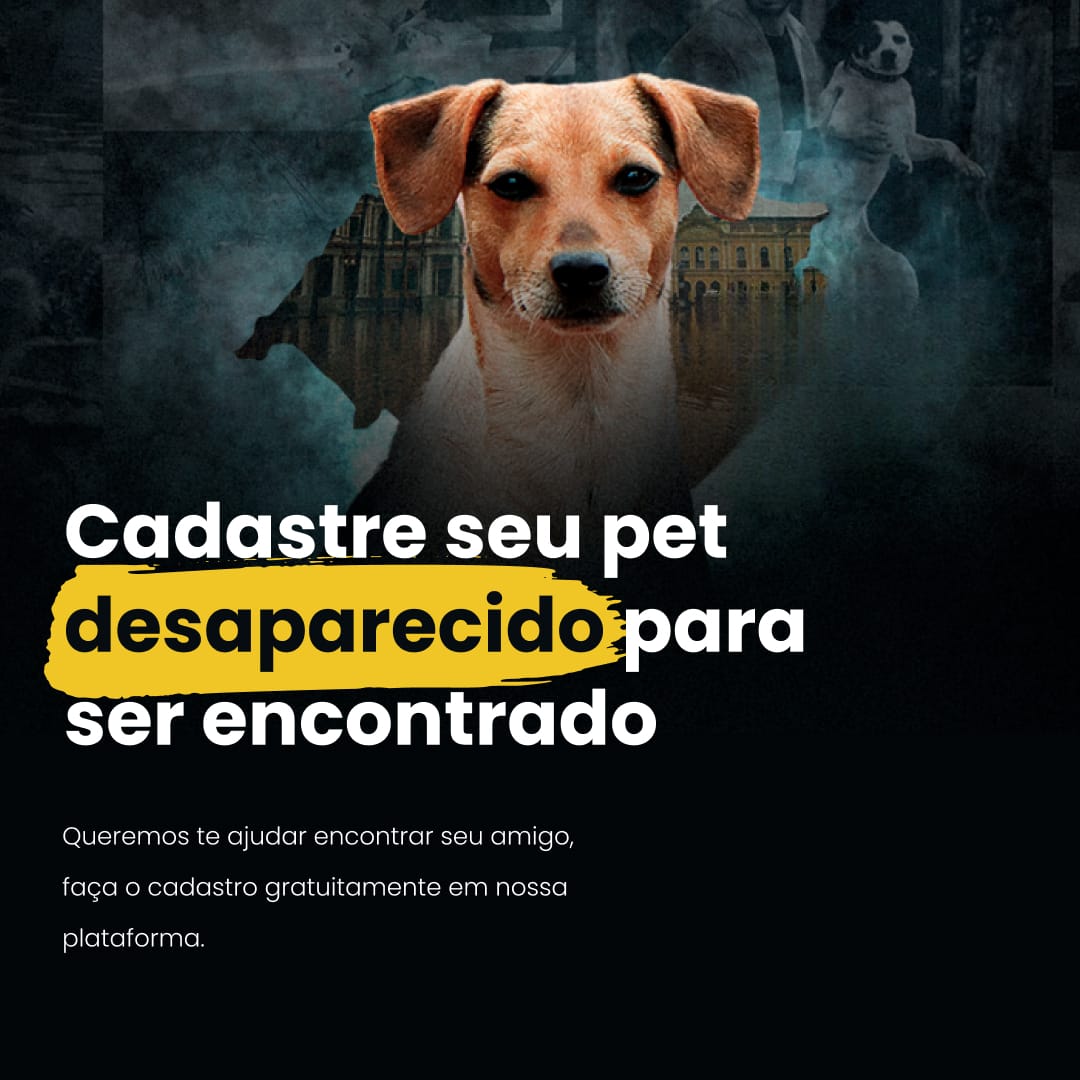 Cadastre seu pet
desaparecido para
ser encontrado
Queremos te ajudar encontrar seu amigo,
faça o cadastro gratuitamente em nossa
plataforma.